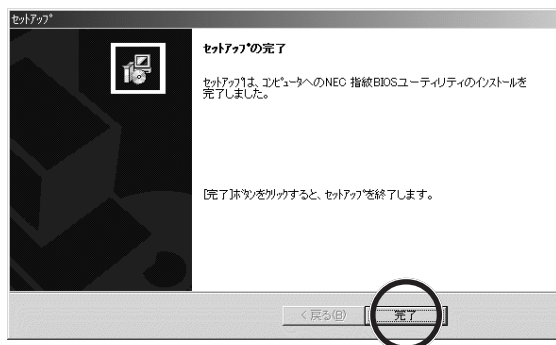 セットアップ
セットアップの完了
セットアップは、コンピュータへのNEC 指紋BIOSユーティリティのインストールを
完了しました。
[完了]ボタンをクリックすると、セットアップを終了します。
< 戻る(B)
完了